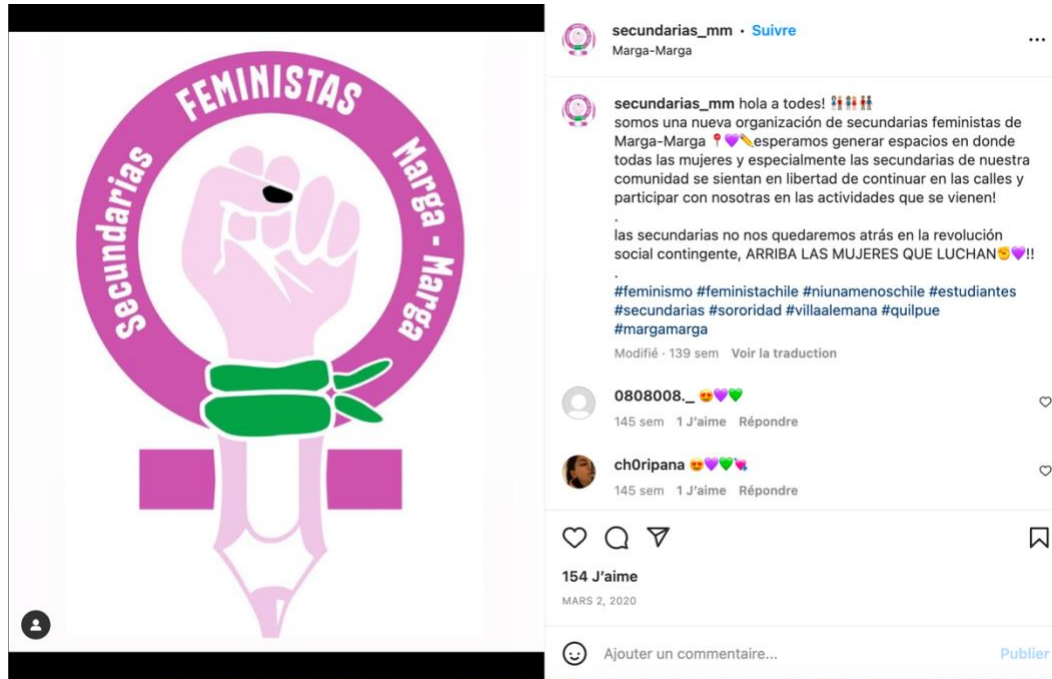 Secundarias FEMINISTAS Marga - Marga
secundarias_mm • Suivre
Marga-Marga
secundarias_mm hola a todes!
somos una nueva organización de secundarias feministas de
Marga-Marga esperamos generar espacios en donde
todas las mujeres y especialmente las secundarias de nuestra
comunidad se sientan en libertad de continuar en las calles y
participar con nosotras en las actividades que se vienen!
.
las secundarias no nos quedaremos atrás en la revolución
social contingente, ARRIBA LAS MUJERES QUE LUCHAN!!
.
#feminismo #feministachile #niunamenoschile #estudiantes
#secundarias #sororidad #villaalemana #quilpue
#margamarga
Modifié · 139 sem Voir la traduction
0808008._
145 sem 1 J'aime Répondre
ch0ripana
145 sem 1 J'aime Répondre
154 J'aime
MARS 2, 2020
Ajouter un commentaire... Publier